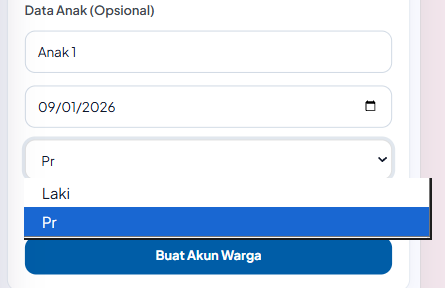 Data Anak (Opsional)
Anak 1
09/01/2026
Pr
Laki
Pr
Buat Akun Warga